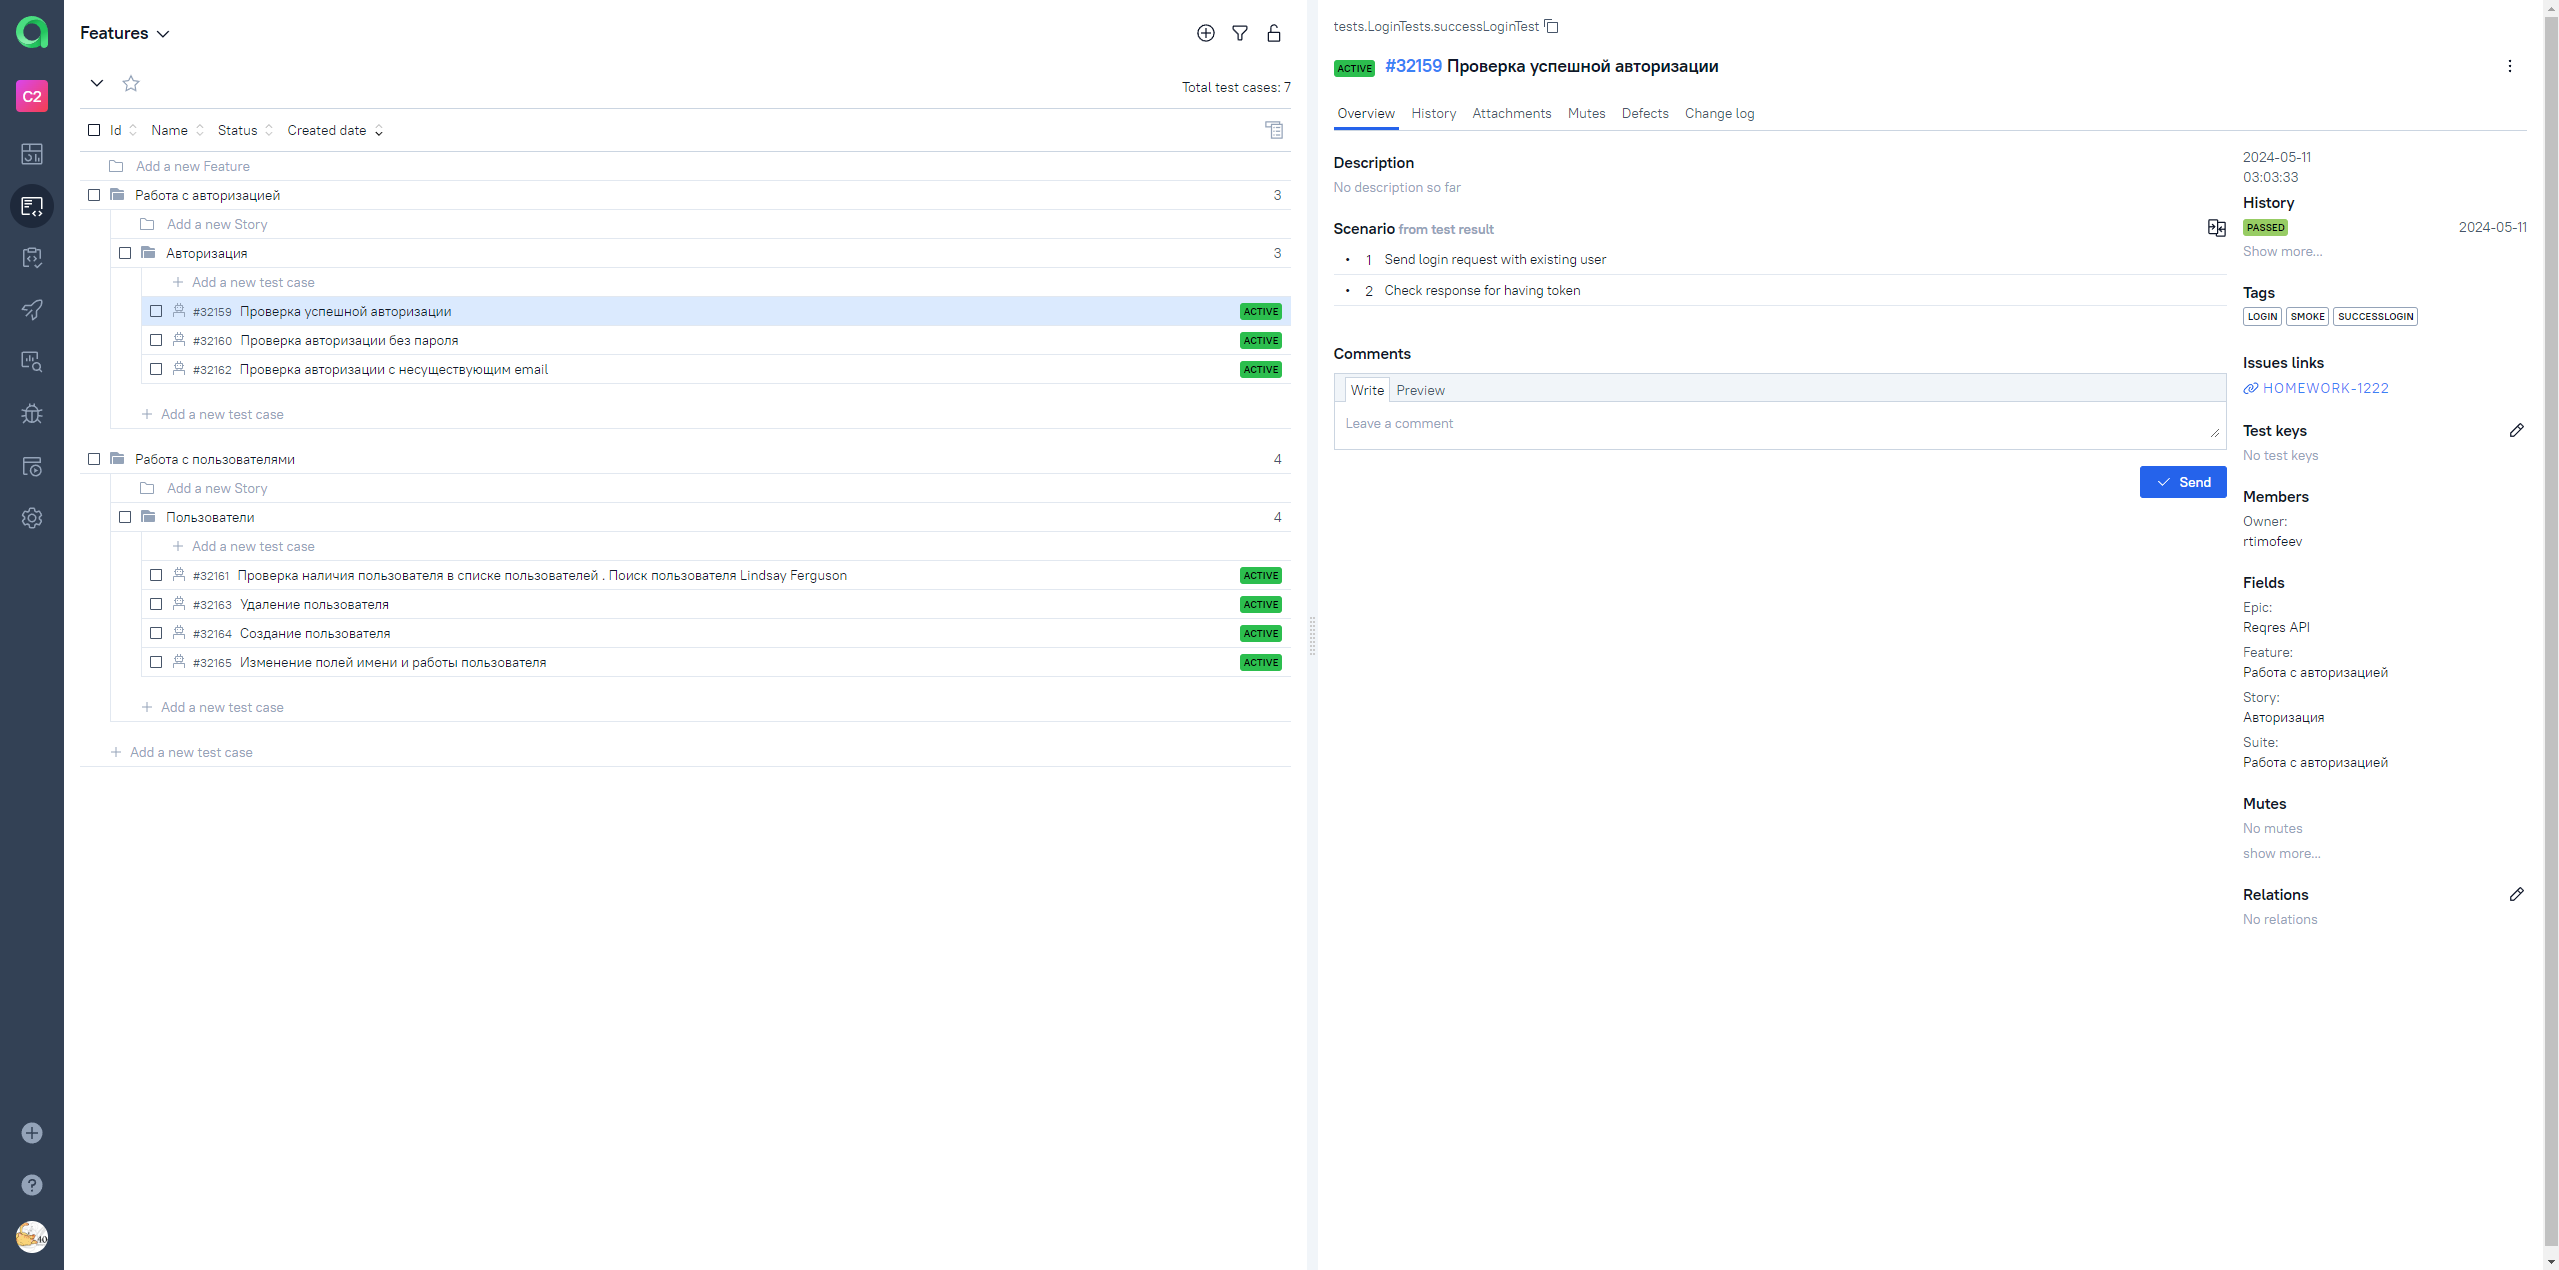 Features
C2
Total test cases: 7
Id Name Status Created date
Add a new Feature
Работа с авторизацией 3
Add a new Story
Авторизация 3
Add a new test case
#32159 Проверка успешной авторизации ACTIVE
#32160 Проверка авторизации без пароля ACTIVE
#32162 Проверка авторизации с несуществующим email ACTIVE
Add a new test case
Работа с пользователями 4
Add a new Story
Пользователи 4
Add a new test case
#32161 Проверка наличия пользователя в списке пользователей . Поиск пользователя Lindsay Ferguson ACTIVE
#32163 Удаление пользователя ACTIVE
#32164 Создание пользователя ACTIVE
#32165 Изменение полей имени и работы пользователя ACTIVE
Add a new test case
Add a new test case
tests.LoginTests.successLoginTest
ACTIVE #32159 Проверка успешной авторизации
Overview History Attachments Mutes Defects Change log
Description
No description so far
Scenario from test result
1 Send login request with existing user
2 Check response for having token
Comments
Write Preview
Leave a comment
Send
2024-05-11
03:03:33
History
PASSED 2024-05-11
Show more...
Tags
LOGIN SMOKE SUCCESSLOGIN
Issues links
HOMEWORK-1222
Test keys
No test keys
Members
Owner:
rtimofeev
Fields
Epic:
Reqres API
Feature:
Работа с авторизацией
Story:
Авторизация
Suite:
Работа с авторизацией
Mutes
No mutes
show more...
Relations
No relations